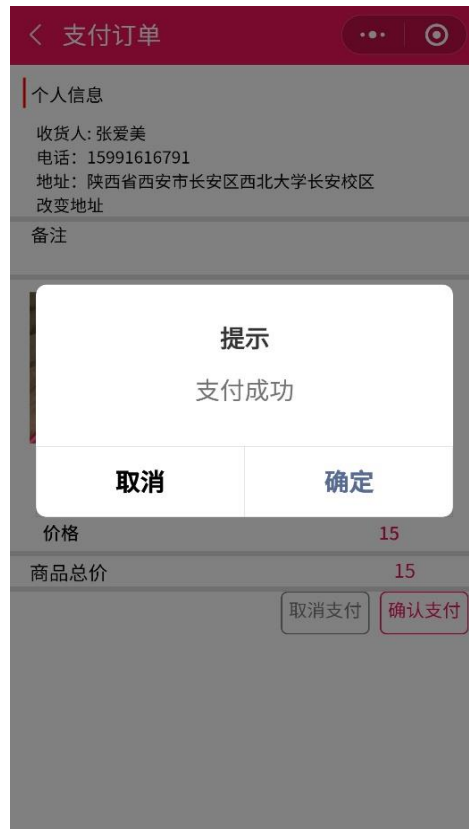 支付订单
个人信息
收货人: 张爱美
电话：15991616791
地址：陕西省西安市长安区西北大学长安校区
改变地址
备注
提示
支付成功
取消 确定
价格 15
商品总价 15
取消支付 确认支付